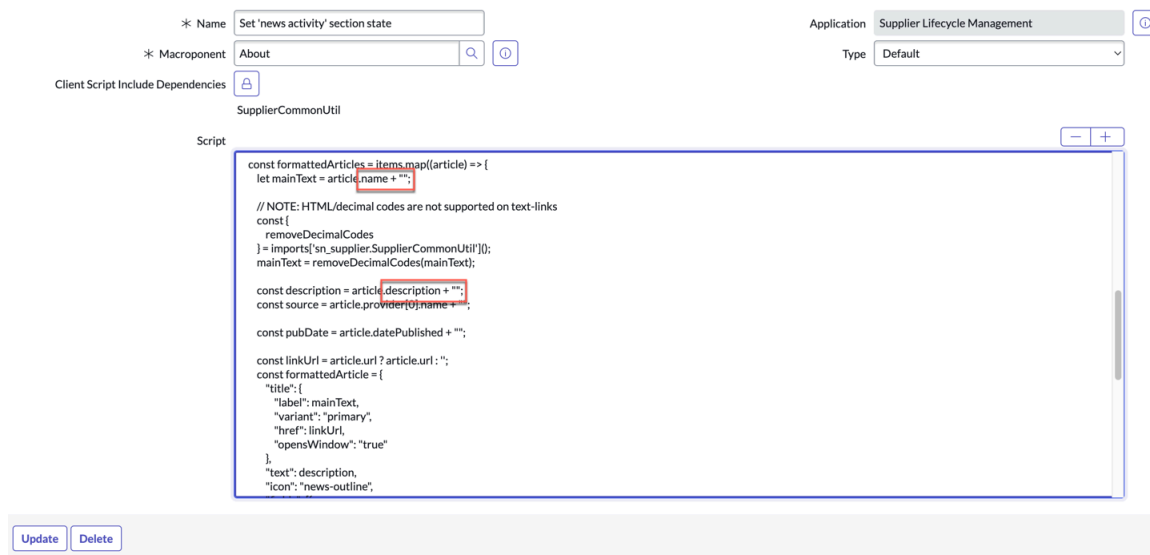 Name Set 'news activity' section state Application Supplier Lifecycle Management
Macroponent About Type Default
Client Script Include Dependencies
SupplierCommonUtil
Script
const formattedArticles = items.map((article) => {
let mainText = article.name + "";
// NOTE: HTML/decimal codes are not supported on text-links
const {
removeDecimalCodes
} = imports['sn_supplier.SupplierCommonUtil']();
mainText = removeDecimalCodes(mainText);
const description = article.description + "";
const source = article.provider[0].name + "";
const pubDate = article.datePublished + "";
const linkUrl = article.url ? article.url : '';
const formattedArticle = {
"title": {
"label": mainText,
"variant": "primary",
"href": linkUrl,
"opensWindow": "true"
},
"text": description,
"icon": "news-outline",
Update Delete